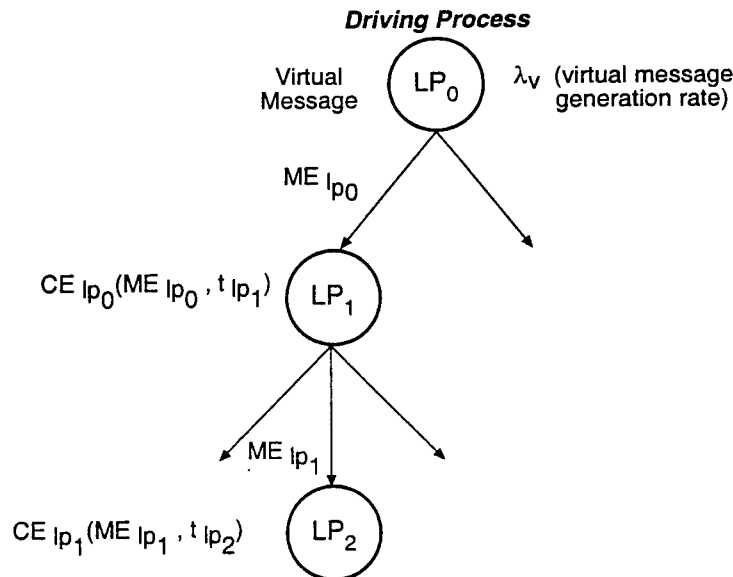 Driving Process
Virtual Message
LP0
λv (virtual message generation rate)
ME lp0
CE lp0(ME lp0 , t lp1)
LP1
ME lp1
CE lp1(ME lp1 , t lp2)
LP2